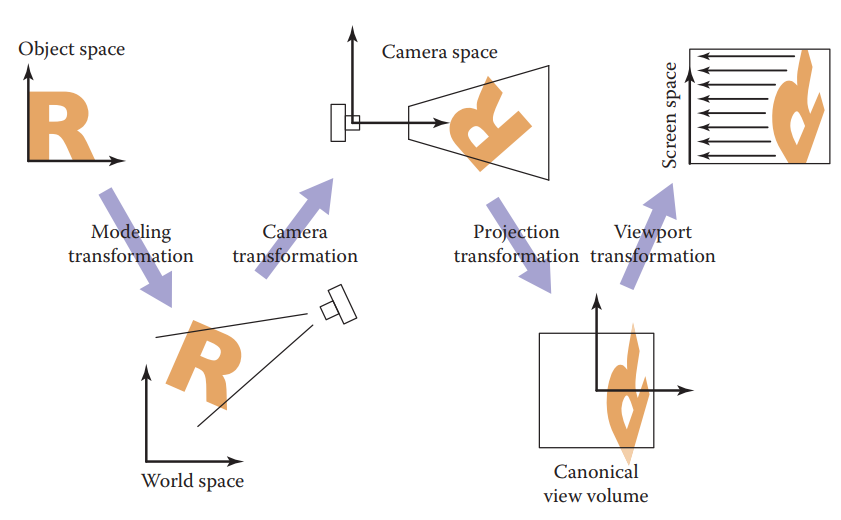 Object space
Camera space
Screen space
Modeling
transformation
Camera
transformation
Projection
transformation
Viewport
transformation
World space
Canonical
view volume